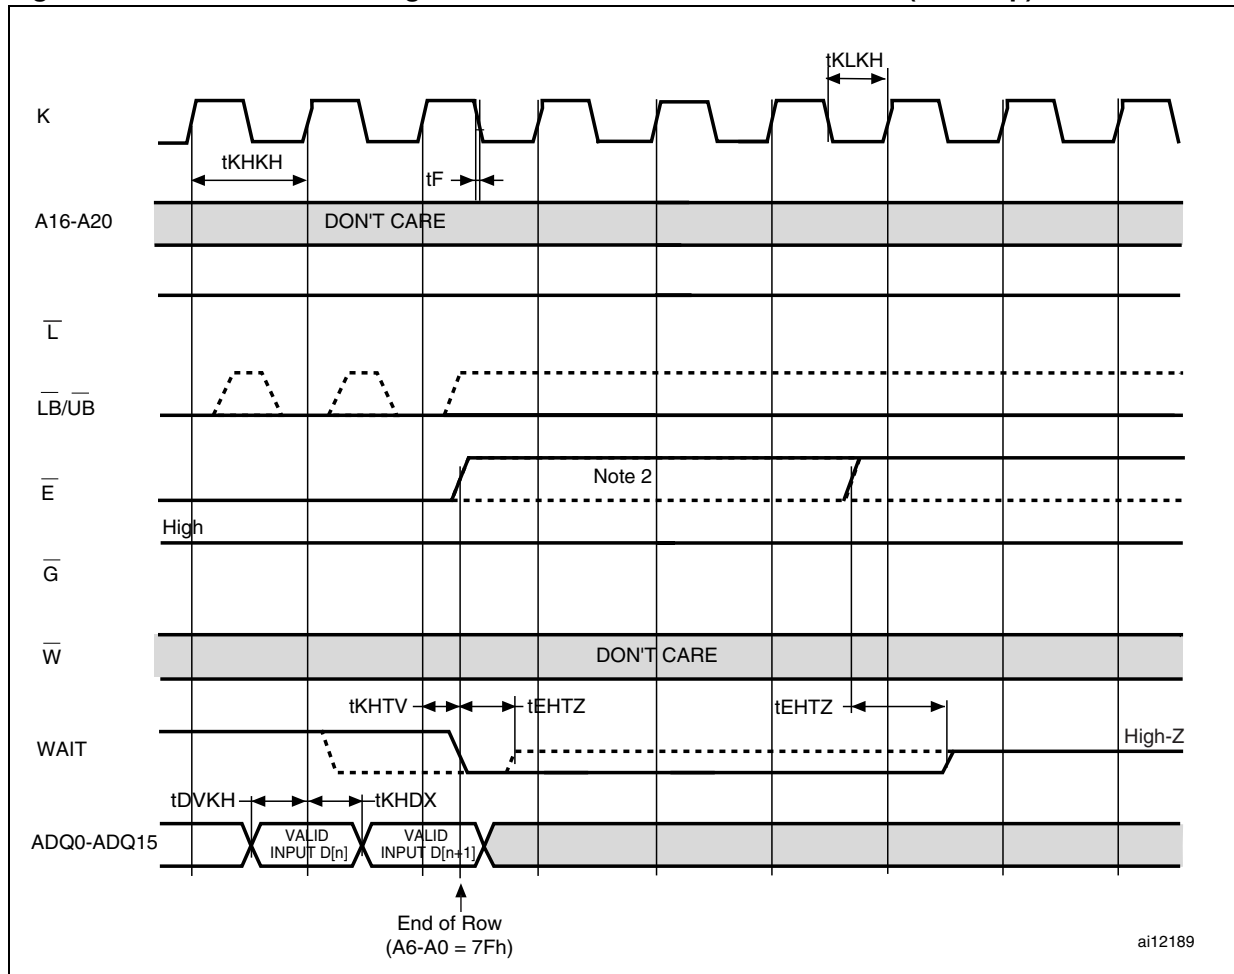 tKLKH
K
tKHKH
tF
A16-A20
DON'T CARE
L
LB/UB
E
Note 2
High
G
W
DON'T CARE
tKHTV
tEHTZ
tEHTZ
WAIT
High-Z
tDVKH
tKHDX
ADQ0-ADQ15
VALID
INPUT D[n]
VALID
INPUT D[n+1]
End of Row
(A6-A0 = 7Fh)
ai12189